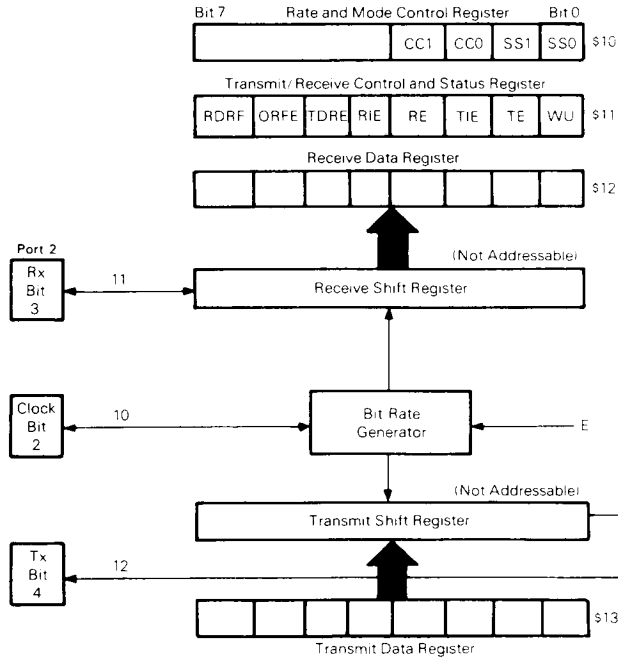 Bit 7 Rate and Mode Control Register Bit 0
CC1 CC0 SS1 SS0 $10
Transmit/Receive Control and Status Register
RDRF ORFE TDRE RIE RE TIE TE WU $11
Receive Data Register
$12
Port 2
(Not Addressable)
Rx
Bit
3
11
Receive Shift Register
Clock
Bit
2
10
Bit Rate
Generator
E
(Not Addressable)
Transmit Shift Register
Tx
Bit
4
12
$13
Transmit Data Register